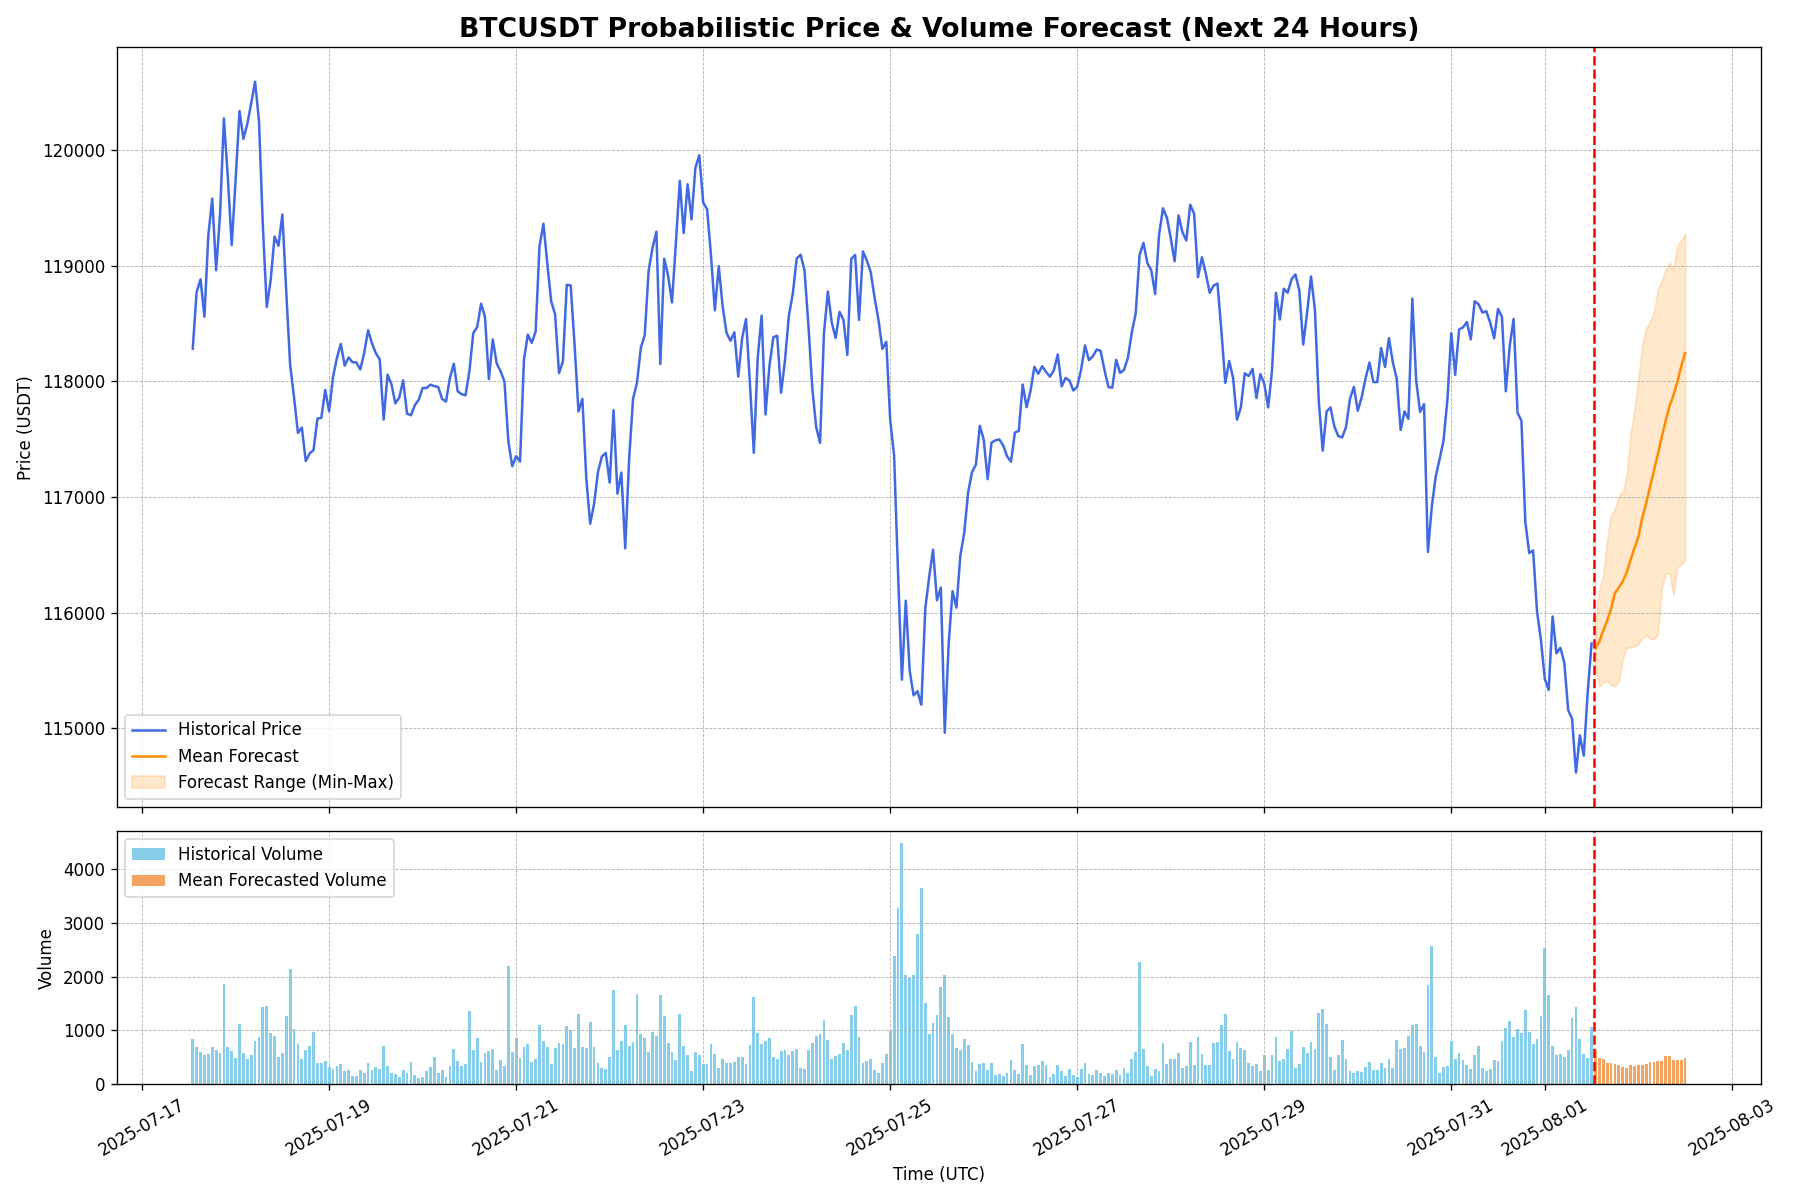 BTCUSDT Probabilistic Price & Volume Forecast (Next 24 Hours)
Price (USDT)
120000
119000
118000
117000
116000
115000
Historical Price
Mean Forecast
Forecast Range (Min-Max)
Volume
4000
3000
2000
1000
0
Historical Volume
Mean Forecasted Volume
2025-07-17
2025-07-19
2025-07-21
2025-07-23
2025-07-25
2025-07-27
2025-07-29
2025-07-31
2025-08-01
2025-08-03
Time (UTC)